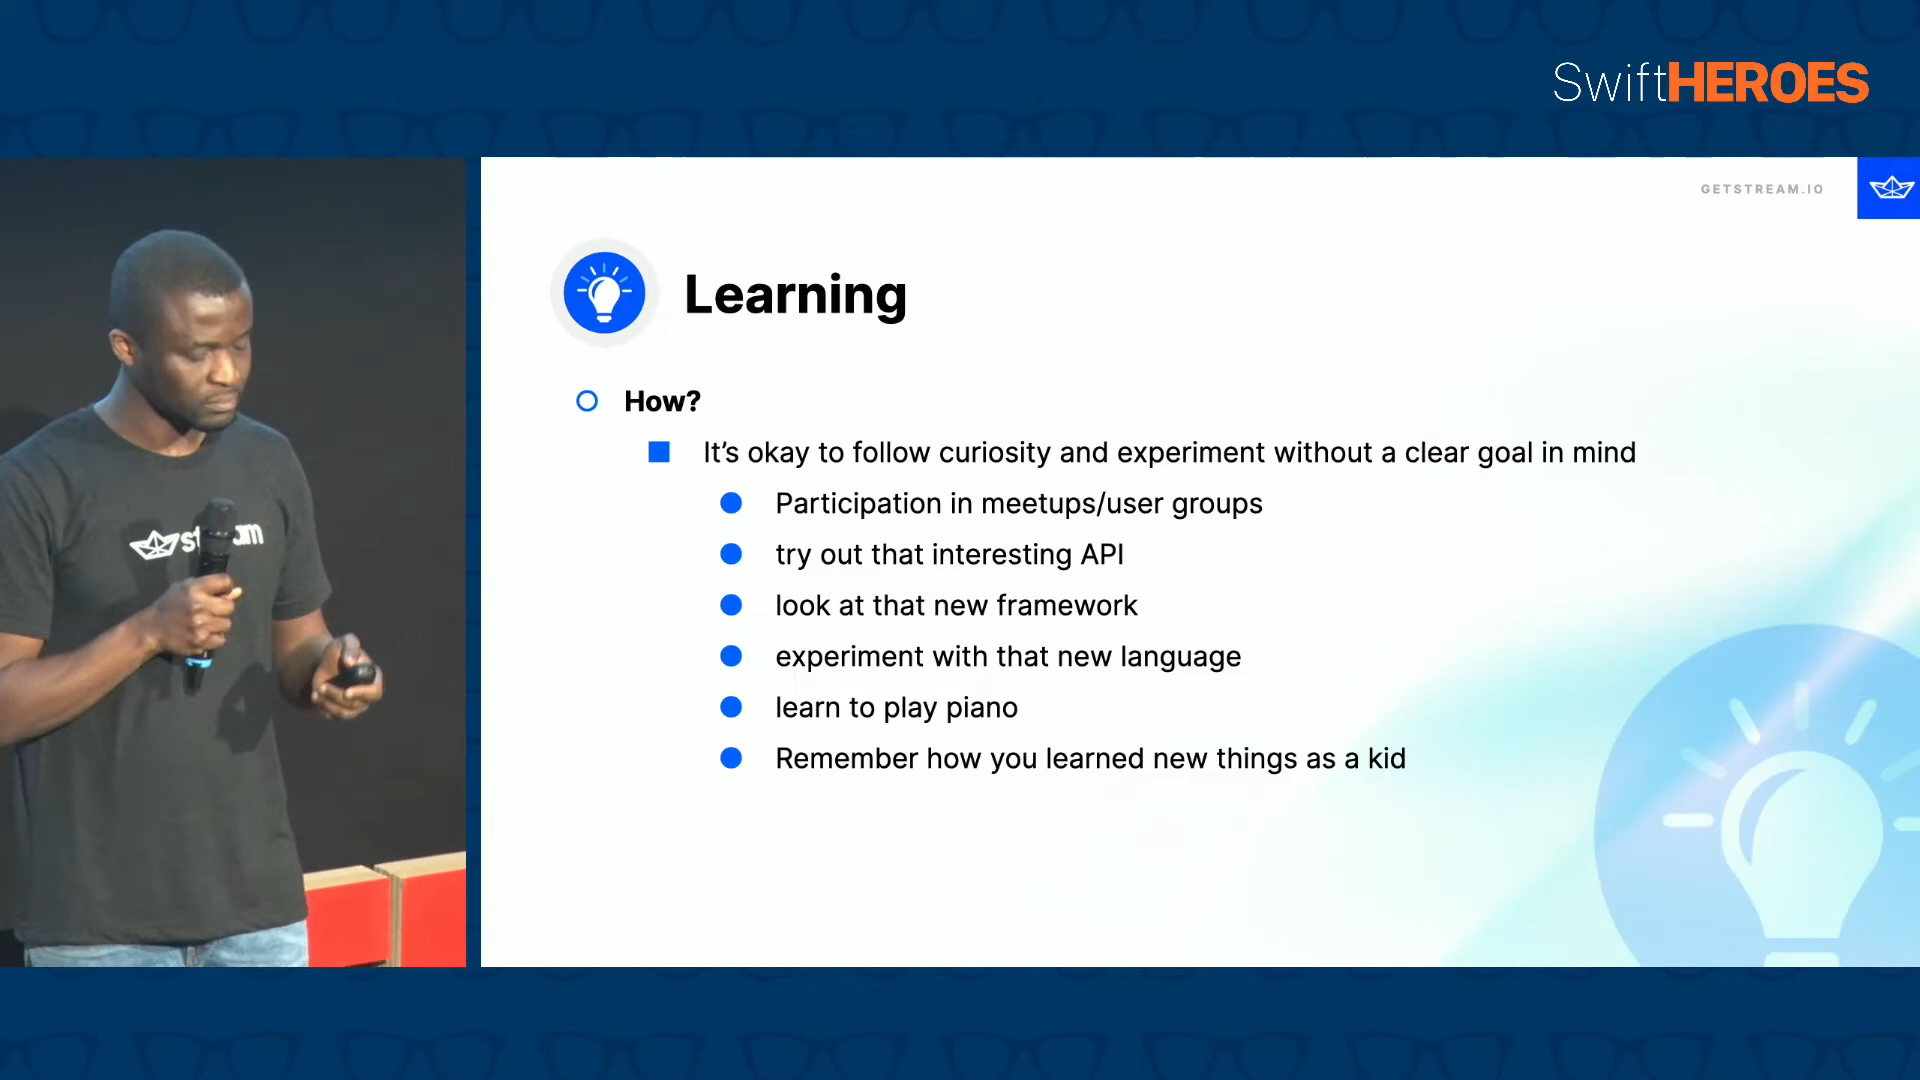 SwiftHEROES
GETSTREAM.IO
Learning
How?
It’s okay to follow curiosity and experiment without a clear goal in mind
Participation in meetups/user groups
try out that interesting API
look at that new framework
experiment with that new language
learn to play piano
Remember how you learned new things as a kid